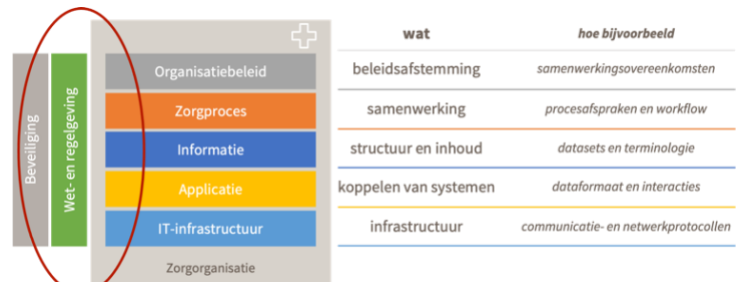 wat hoe bijvoorbeeld
Beveiliging
Wet- en regelgeving
Organisatiebeleid beleidsafstemming samenwerkingsovereenkomsten
Zorgproces samenwerking procesafspraken en workflow
Informatie structuur en inhoud datasets en terminologie
Applicatie koppelen van systemen dataformaat en interacties
IT-infrastructuur infrastructuur communicatie- en netwerkprotocollen
Zorgorganisatie